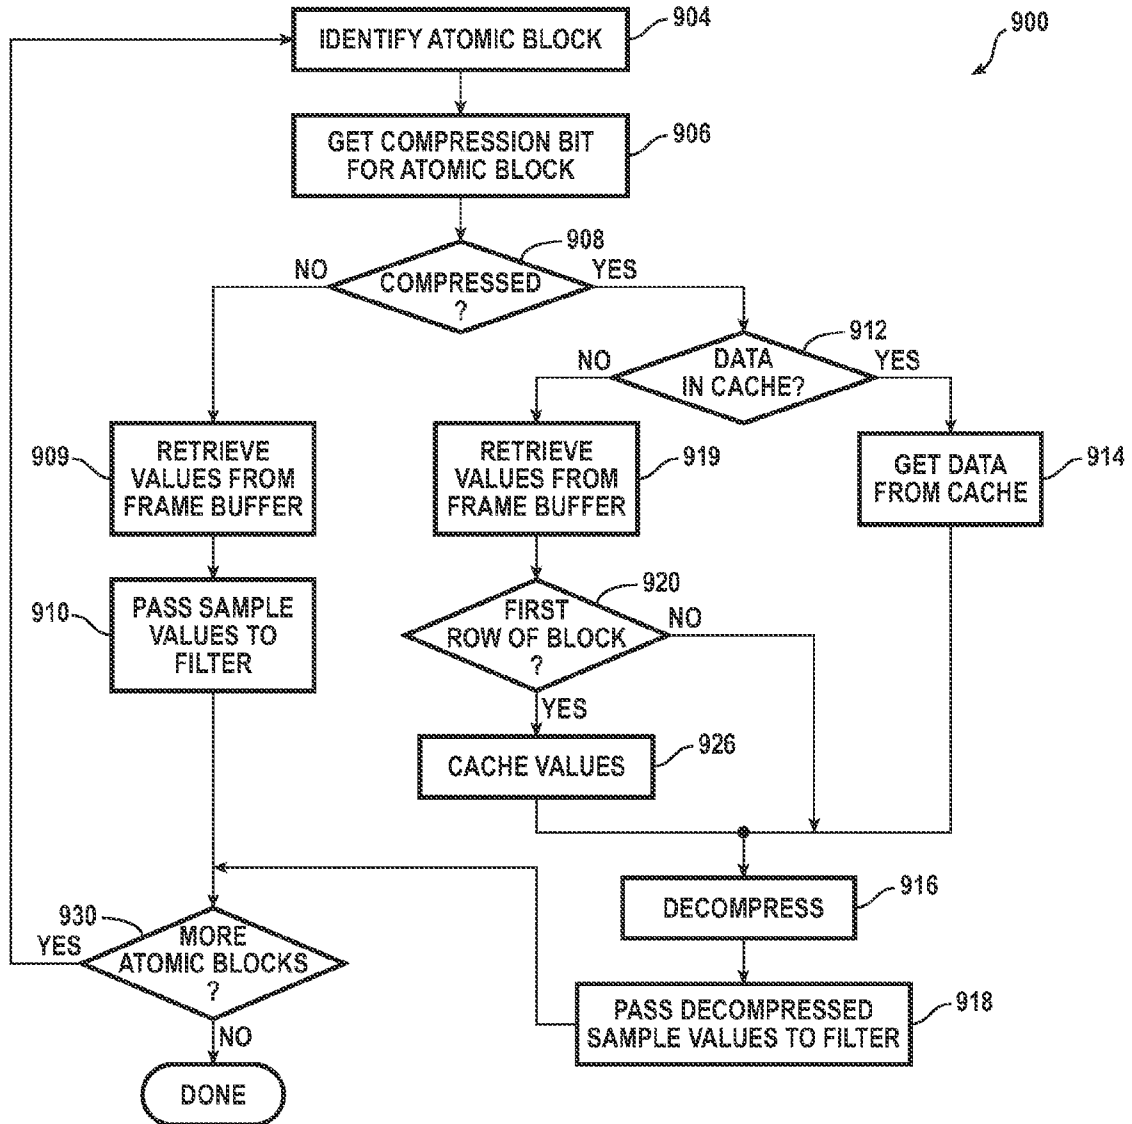 904
900
IDENTIFY ATOMIC BLOCK
906
GET COMPRESSION BIT
FOR ATOMIC BLOCK
908
NO
YES
COMPRESSED
?
912
NO
YES
DATA
IN CACHE?
909
RETRIEVE
VALUES FROM
FRAME BUFFER
RETRIEVE
VALUES FROM
FRAME BUFFER
919
GET DATA
FROM CACHE
914
910
PASS SAMPLE
VALUES TO
FILTER
920
FIRST
ROW OF BLOCK
?
NO
YES
926
CACHE VALUES
916
DECOMPRESS
930
YES
MORE
ATOMIC BLOCKS
?
NO
PASS DECOMPRESSED
SAMPLE VALUES TO FILTER
918
DONE